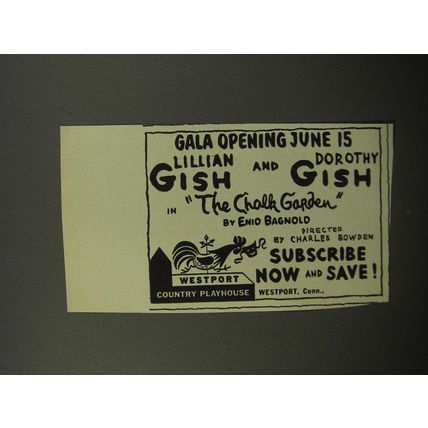 GALA OPENING JUNE 15
LILLIAN GISH AND DOROTHY GISH
IN "The Chalk Garden"
BY ENID BAGNOLD
DIRECTED
BY CHARLES BOWDEN
SUBSCRIBE
NOW AND SAVE!
WESTPORT
COUNTRY PLAYHOUSE
WESTPORT. Conn.,